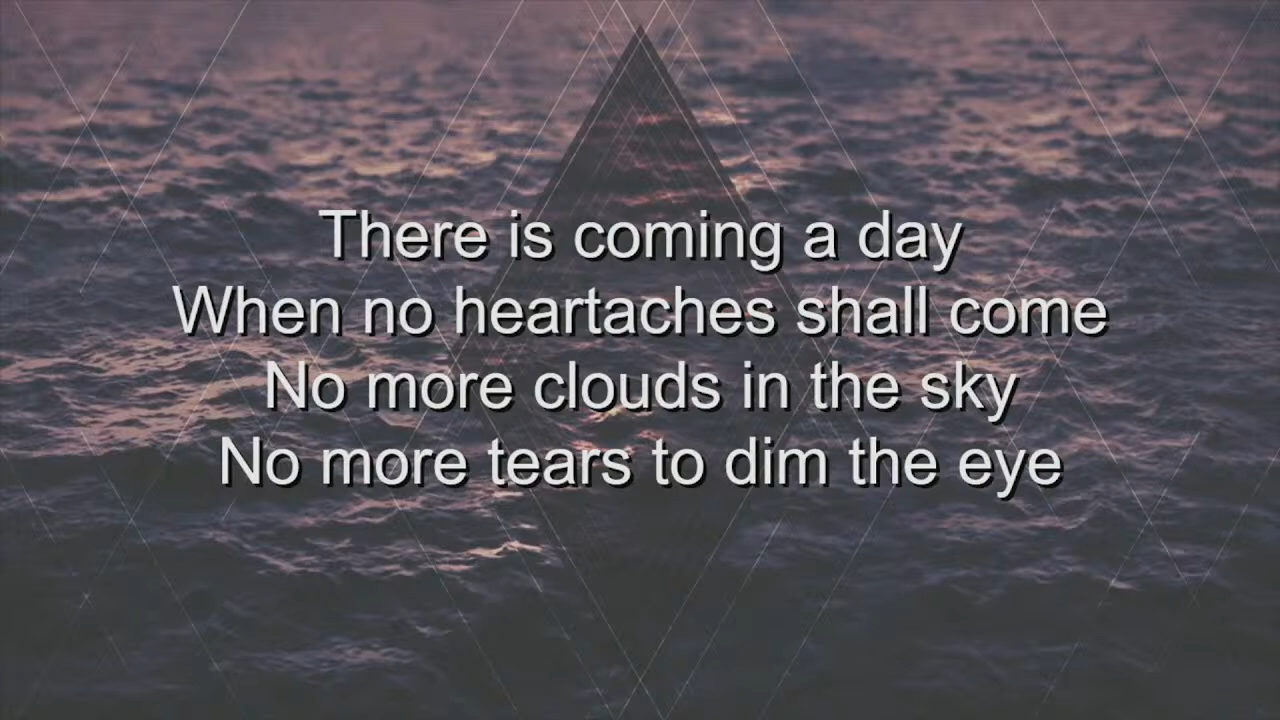 There is coming a day
When no heartaches shall come
No more clouds in the sky
No more tears to dim the eye